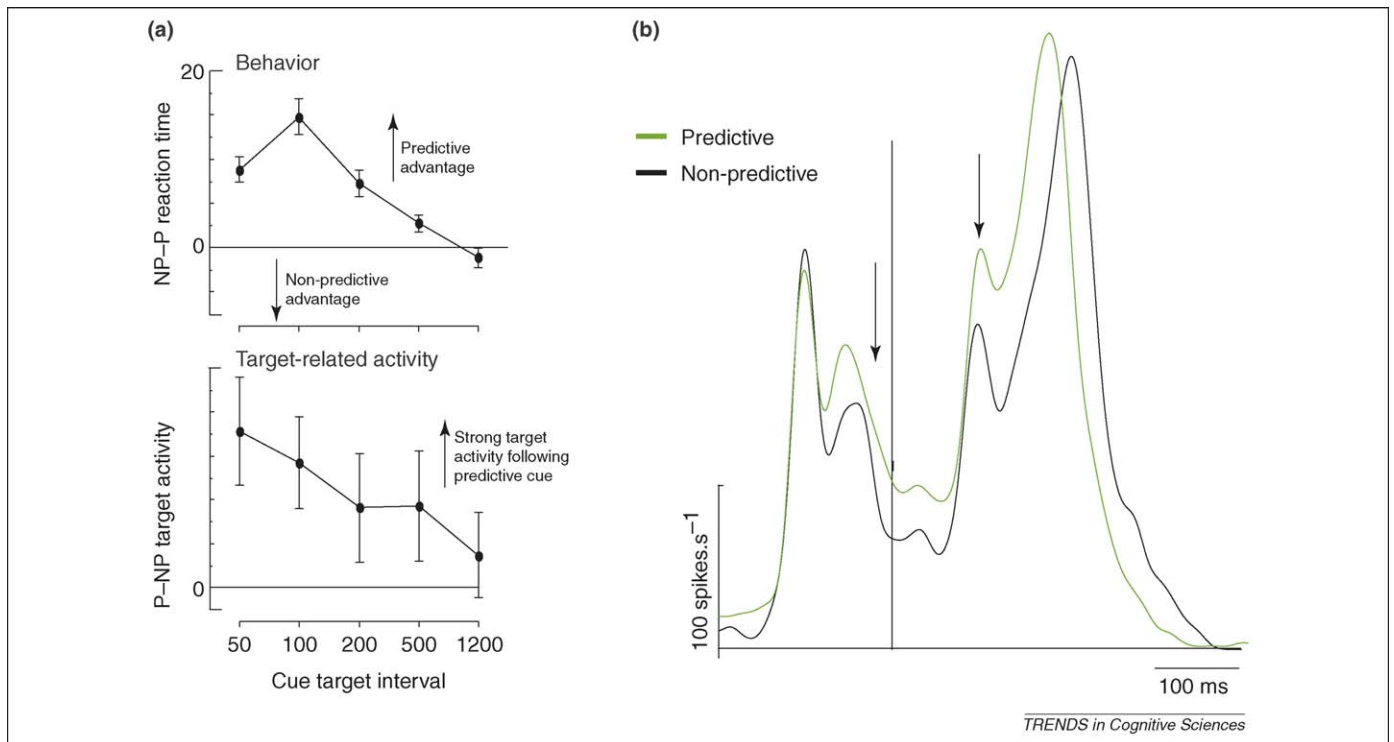 (a)
Behavior
20
0
NP–P reaction time
Predictive
advantage
Non-predictive
advantage
Target-related activity
P–NP target activity
0
Strong target
activity following
predictive cue
50 100 200 500 1200
Cue target interval
(b)
Predictive
Non-predictive
100 spikes.s⁻¹
100 ms
TRENDS in Cognitive Sciences